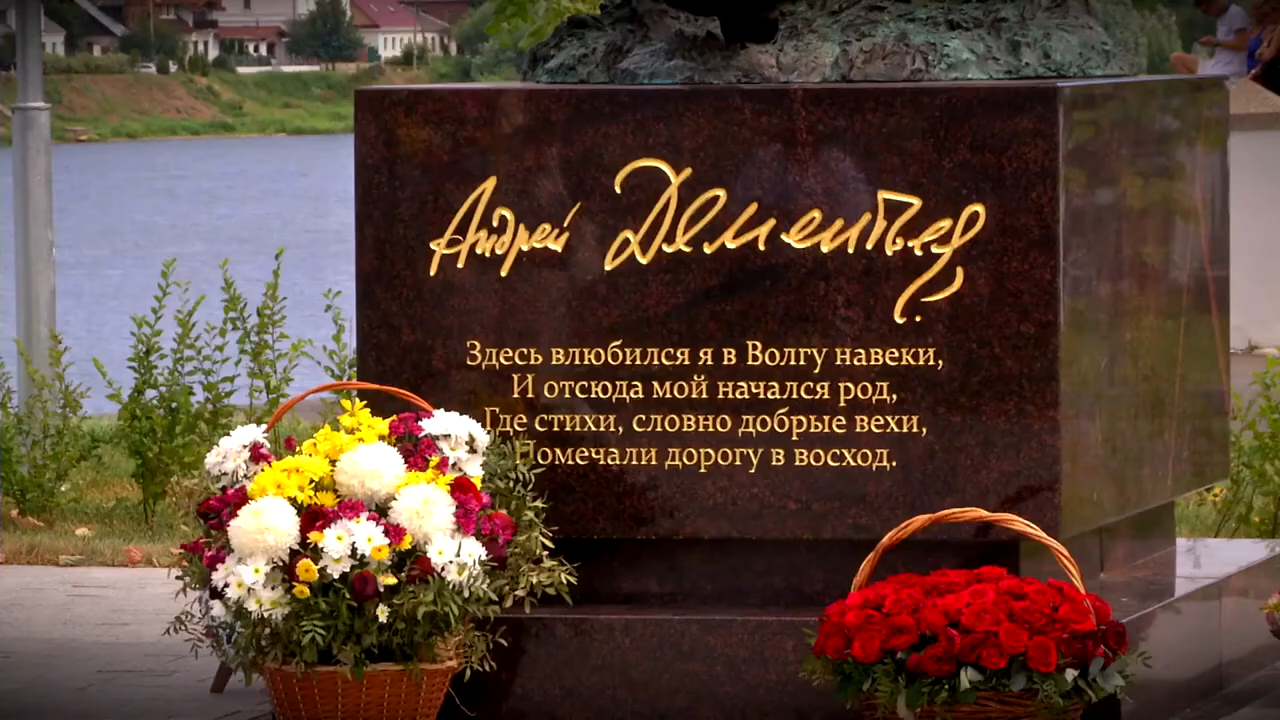 Андрей Дементьев.
Здесь влюбился я в Волгу навеки,
И отсюда мой начался род,
Где стихи, словно добрые вехи,
Помечали дорогу в восход.